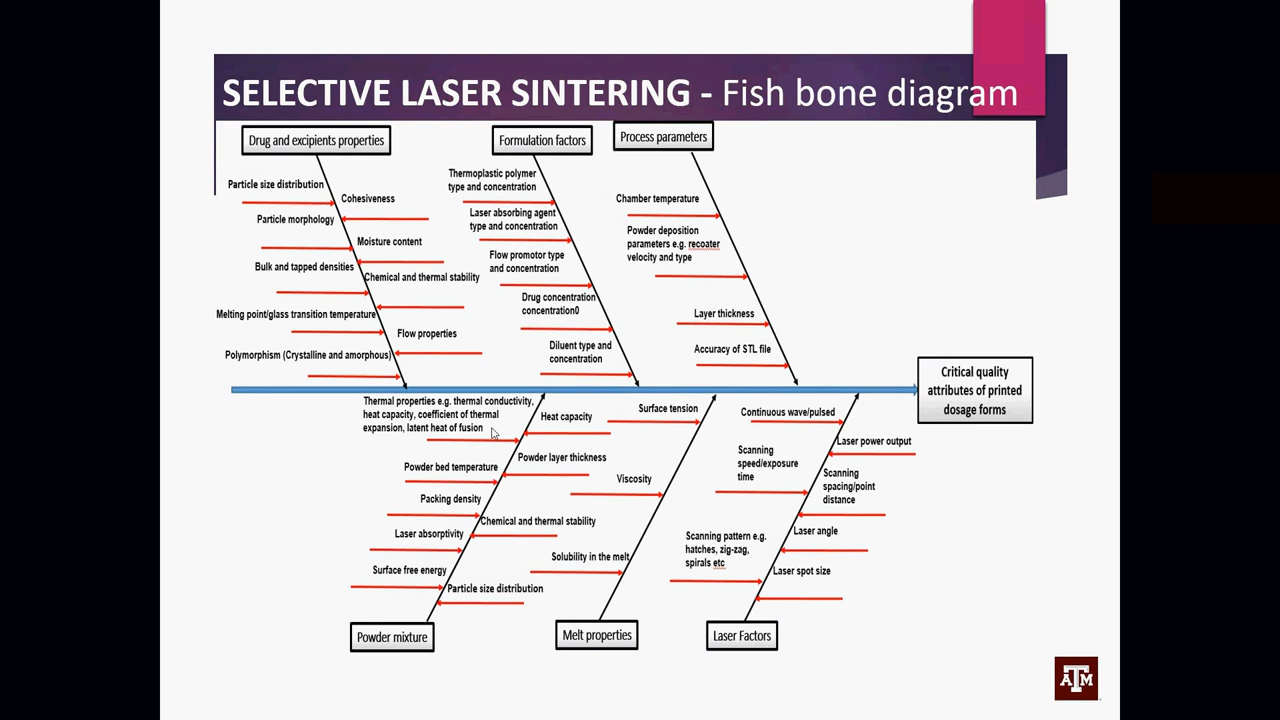 SELECTIVE LASER SINTERING - Fish bone diagram
Drug and excipients properties
Formulation factors
Process parameters
Particle size distribution
Cohesiveness
Particle morphology
Moisture content
Bulk and tapped densities
Chemical and thermal stability
Melting point/glass transition temperature
Flow properties
Polymorphism (Crystalline and amorphous)
Thermoplastic polymer
type and concentration
Laser absorbing agent
type and concentration
Flow promotor type
and concentration
Drug concentration
concentration0
Diluent type and
concentration
Chamber temperature
Powder deposition
parameters e.g. recoater
velocity and type
Layer thickness
Accuracy of STL file
Critical quality
attributes of printed
dosage forms
Thermal properties e.g. thermal conductivity,
heat capacity, coefficient of thermal
expansion, latent heat of fusion
Heat capacity
Powder layer thickness
Powder bed temperature
Packing density
Chemical and thermal stability
Laser absorptivity
Surface free energy
Particle size distribution
Surface tension
Viscosity
Solubility in the melt
Continuous wave/pulsed
Laser power output
Scanning
speed/exposure
time
Scanning
spacing/point
distance
Laser angle
Scanning pattern e.g.
hatches, zig-zag,
spirals etc
Laser spot size
Powder mixture
Melt properties
Laser Factors
ATM